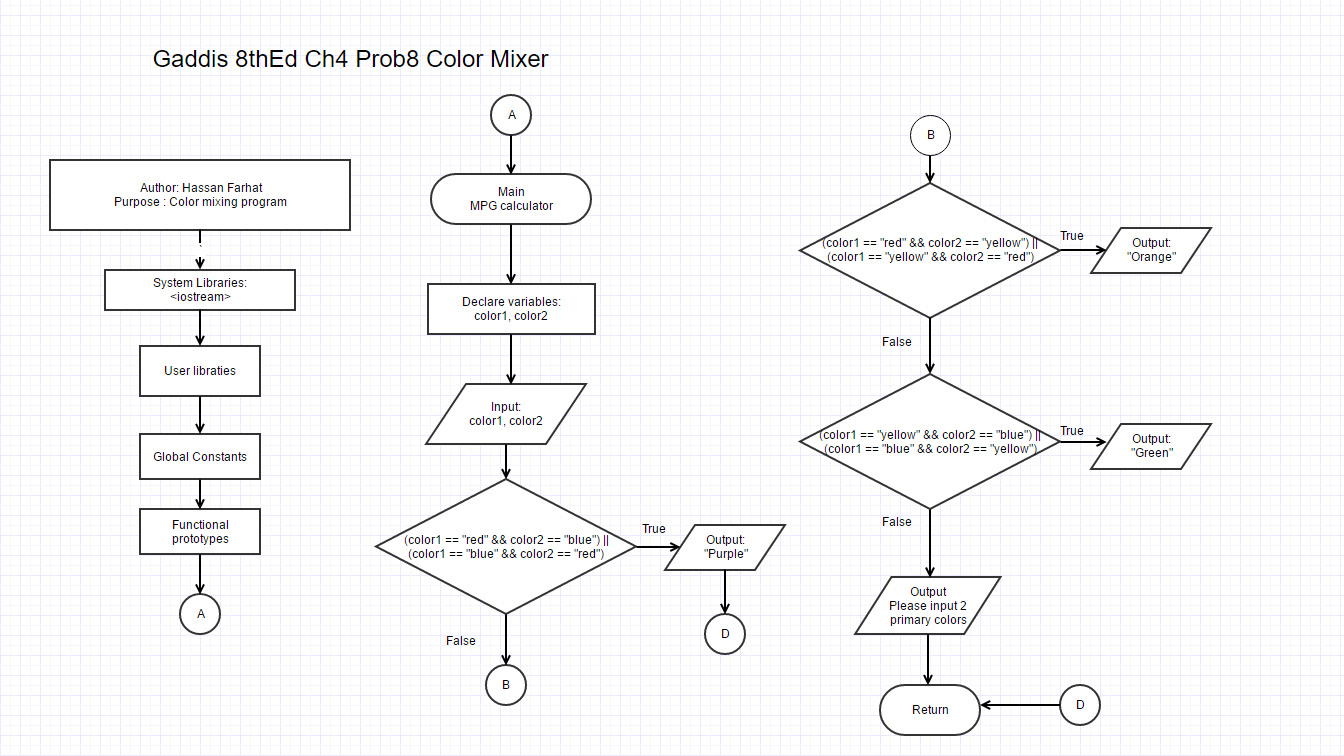 Gaddis 8thEd Ch4 Prob8 Color Mixer
Author: Hassan Farhat
Purpose : Color mixing program
System Libraries:
<iostream>
User libraties
Global Constants
Functional
prototypes
A
A
Main
MPG calculator
Declare variables:
color1, color2
Input:
color1, color2
(color1 == "red" && color2 == "blue") ||
(color1 == "blue" && color2 == "red")
True
Output:
"Purple"
D
False
B
B
(color1 == "red" && color2 == "yellow") ||
(color1 == "yellow" && color2 == "red")
True
Output:
"Orange"
False
(color1 == "yellow" && color2 == "blue") ||
(color1 == "blue" && color2 == "yellow")
True
Output:
"Green"
False
Output
Please input 2
primary colors
Return
D